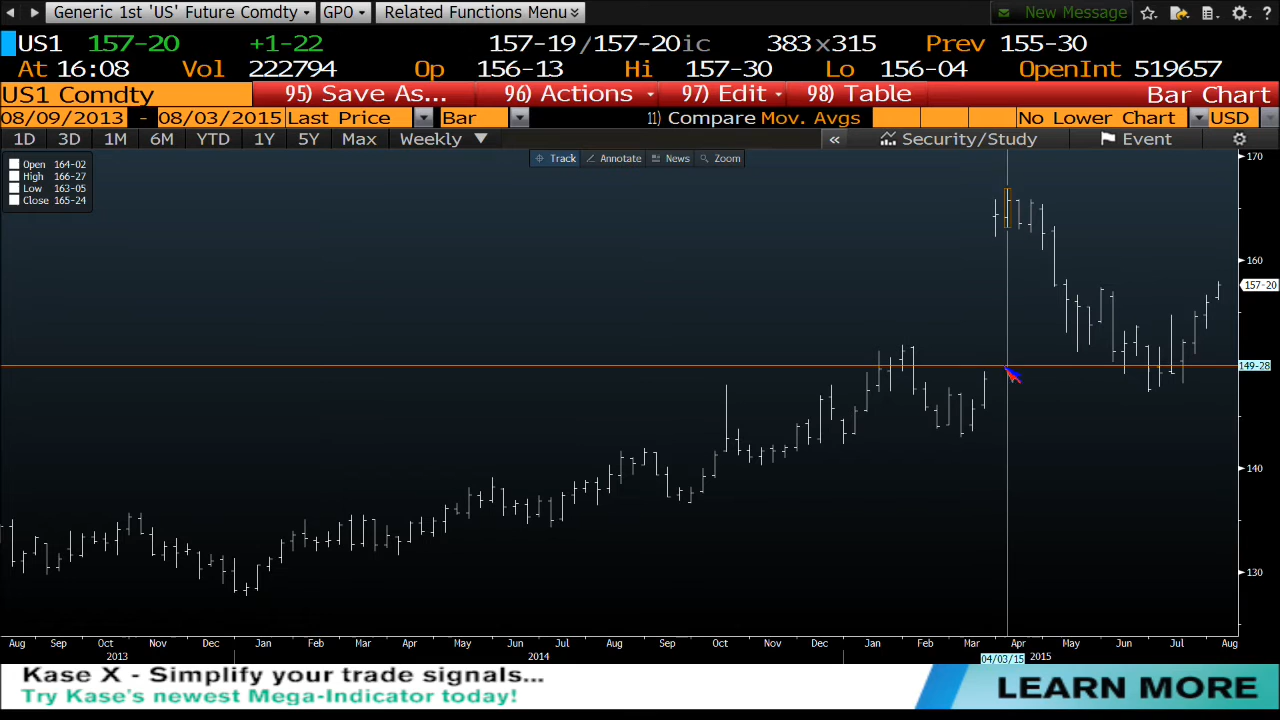 Generic 1st 'US' Future Comdty GPO Related Functions Menu New Message ?
US1 157-20 +1-22 157-19/157-20ic 383x315 Prev 155-30
At 16:08 Vol 222794 Op 156-13 Hi 157-30 Lo 156-04 OpenInt 519657
US1 Comdty 95) Save As... 96) Actions 97) Edit 98) Table Bar Chart
08/09/2013 - 08/03/2015 Last Price Bar 11) Compare Mov. Avgs No Lower Chart USD
1D 3D 1M 6M YTD 1Y 5Y Max Weekly « Security/Study Event
Track Annotate News Zoom
Open 164-02
High 166-27
Low 163-05
Close 165-24
170
160
157-20
149-28
140
130
Aug Sep Oct Nov Dec Jan Feb Mar Apr May Jun Jul Aug Sep Oct Nov Dec Jan Feb Mar Apr May Jun Jul Aug
2013 2014 04/03/15 2015
Kase X - Simplify your trade signals...
Try Kase's newest Mega-Indicator today!
LEARN MORE